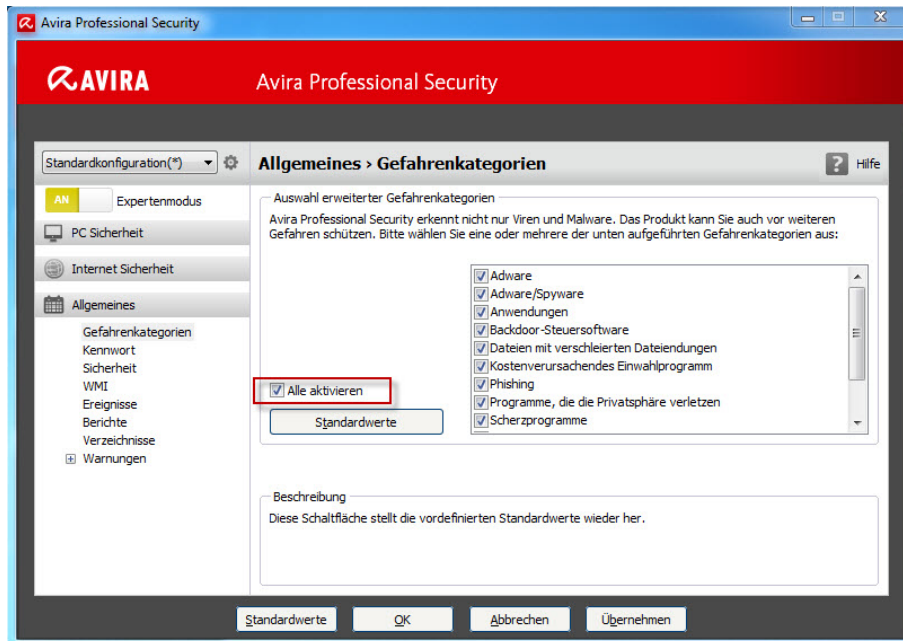 Avira Professional Security
AVIRA
Avira Professional Security
Standardkonfiguration(*)
Allgemeines › Gefahrenkategorien
? Hilfe
AN Expertenmodus
PC Sicherheit
Internet Sicherheit
Allgemeines
Gefahrenkategorien
Kennwort
Sicherheit
WMI
Ereignisse
Berichte
Verzeichnisse
Warnungen
Auswahl erweiterter Gefahrenkategorien
Avira Professional Security erkennt nicht nur Viren und Malware. Das Produkt kann Sie auch vor weiteren
Gefahren schützen. Bitte wählen Sie eine oder mehrere der unten aufgeführten Gefahrenkategorien aus:
Alle aktivieren
Standardwerte
Adware
Adware/Spyware
Anwendungen
Backdoor-Steuersoftware
Dateien mit verschleierten Dateiendungen
Kostenverursachendes Einwahlprogramm
Phishing
Programme, die die Privatsphäre verletzen
Scherzprogramme
Beschreibung
Diese Schaltfläche stellt die vordefinierten Standardwerte wieder her.
Standardwerte
OK
Abbrechen
Übernehmen